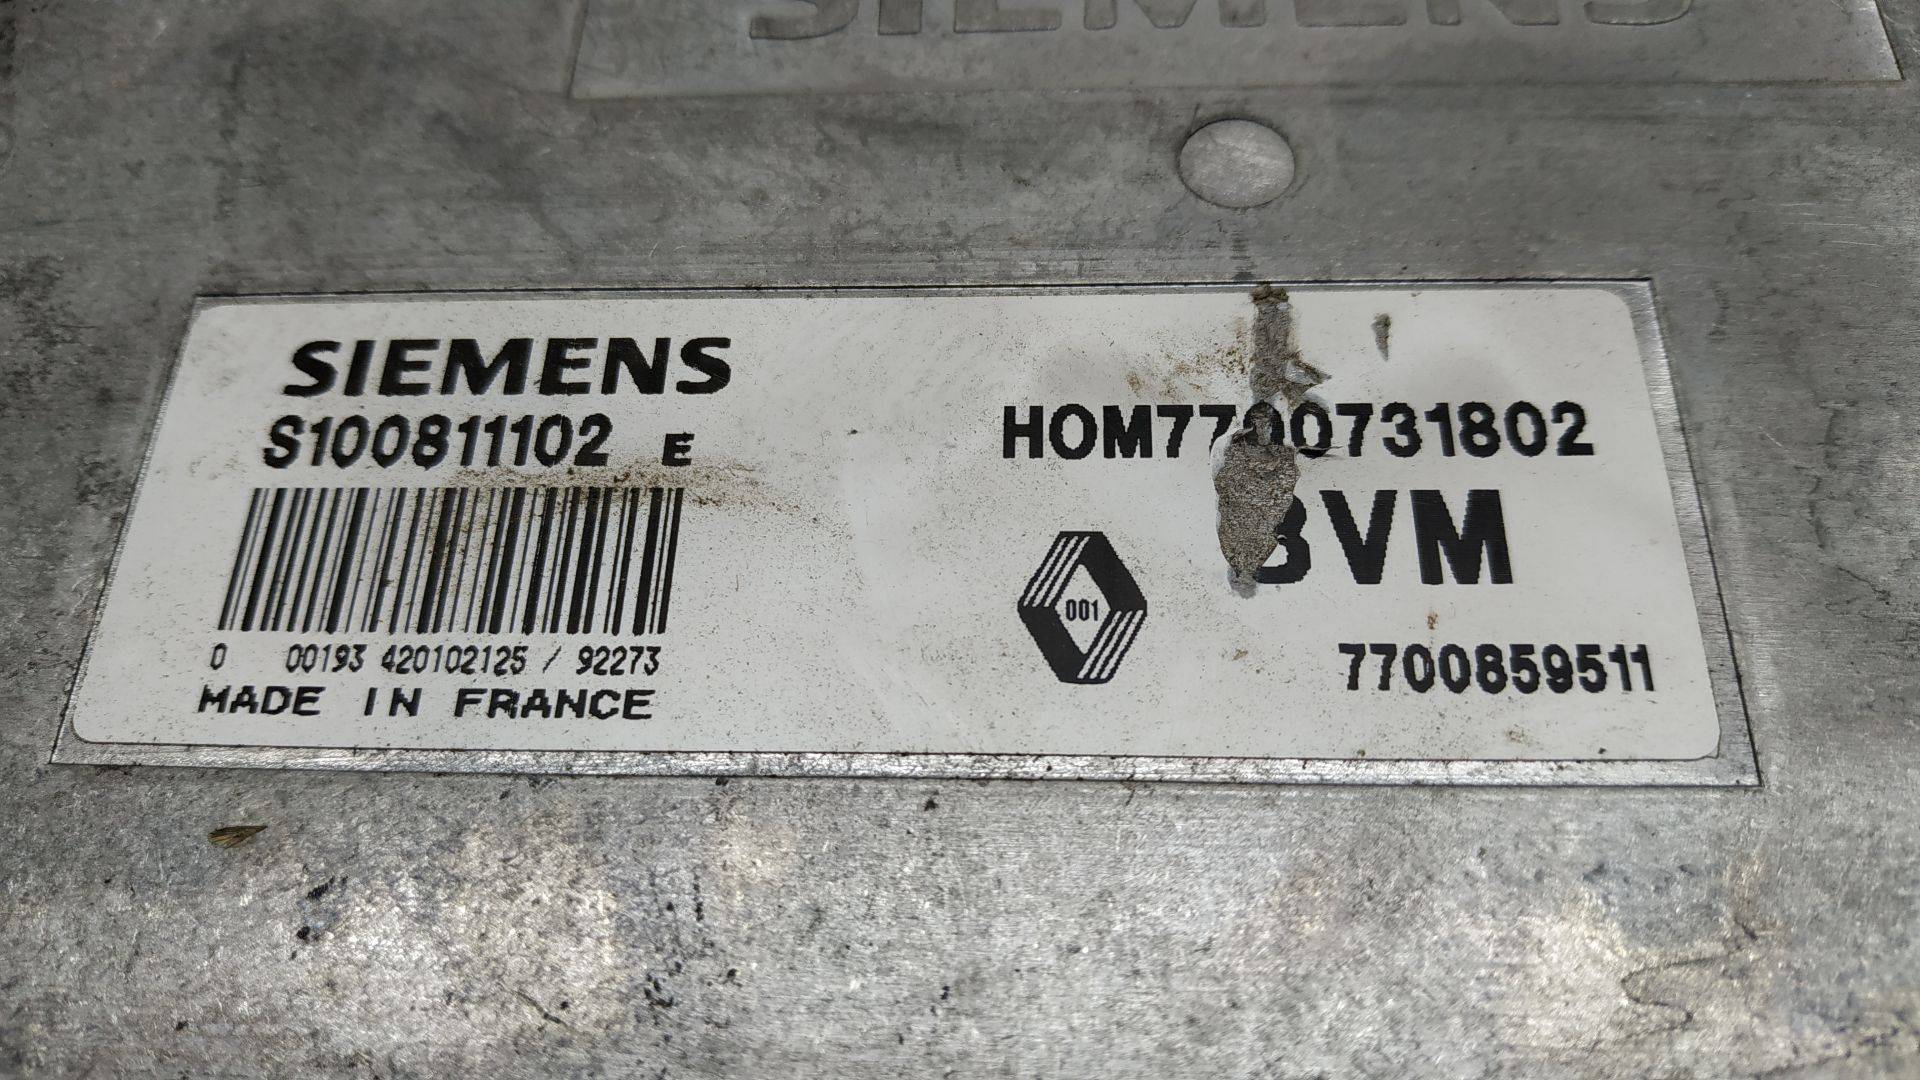 SIEMENS
SIEMENS
S100811102 E
0 00193 420102125 / 92273
MADE IN FRANCE
HOM7700731802
BVM
001
7700859511